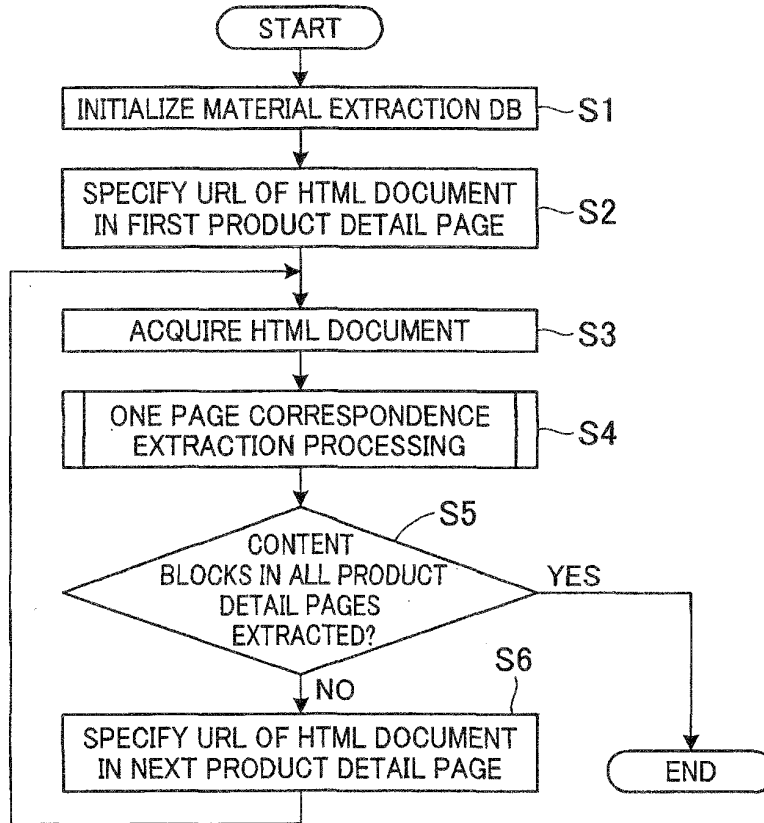 START
INITIALIZE MATERIAL EXTRACTION DB
S1
SPECIFY URL OF HTML DOCUMENT
IN FIRST PRODUCT DETAIL PAGE
S2
ACQUIRE HTML DOCUMENT
S3
ONE PAGE CORRESPONDENCE
EXTRACTION PROCESSING
S4
S5
CONTENT
BLOCKS IN ALL PRODUCT
DETAIL PAGES
EXTRACTED?
YES
NO
S6
SPECIFY URL OF HTML DOCUMENT
IN NEXT PRODUCT DETAIL PAGE
END